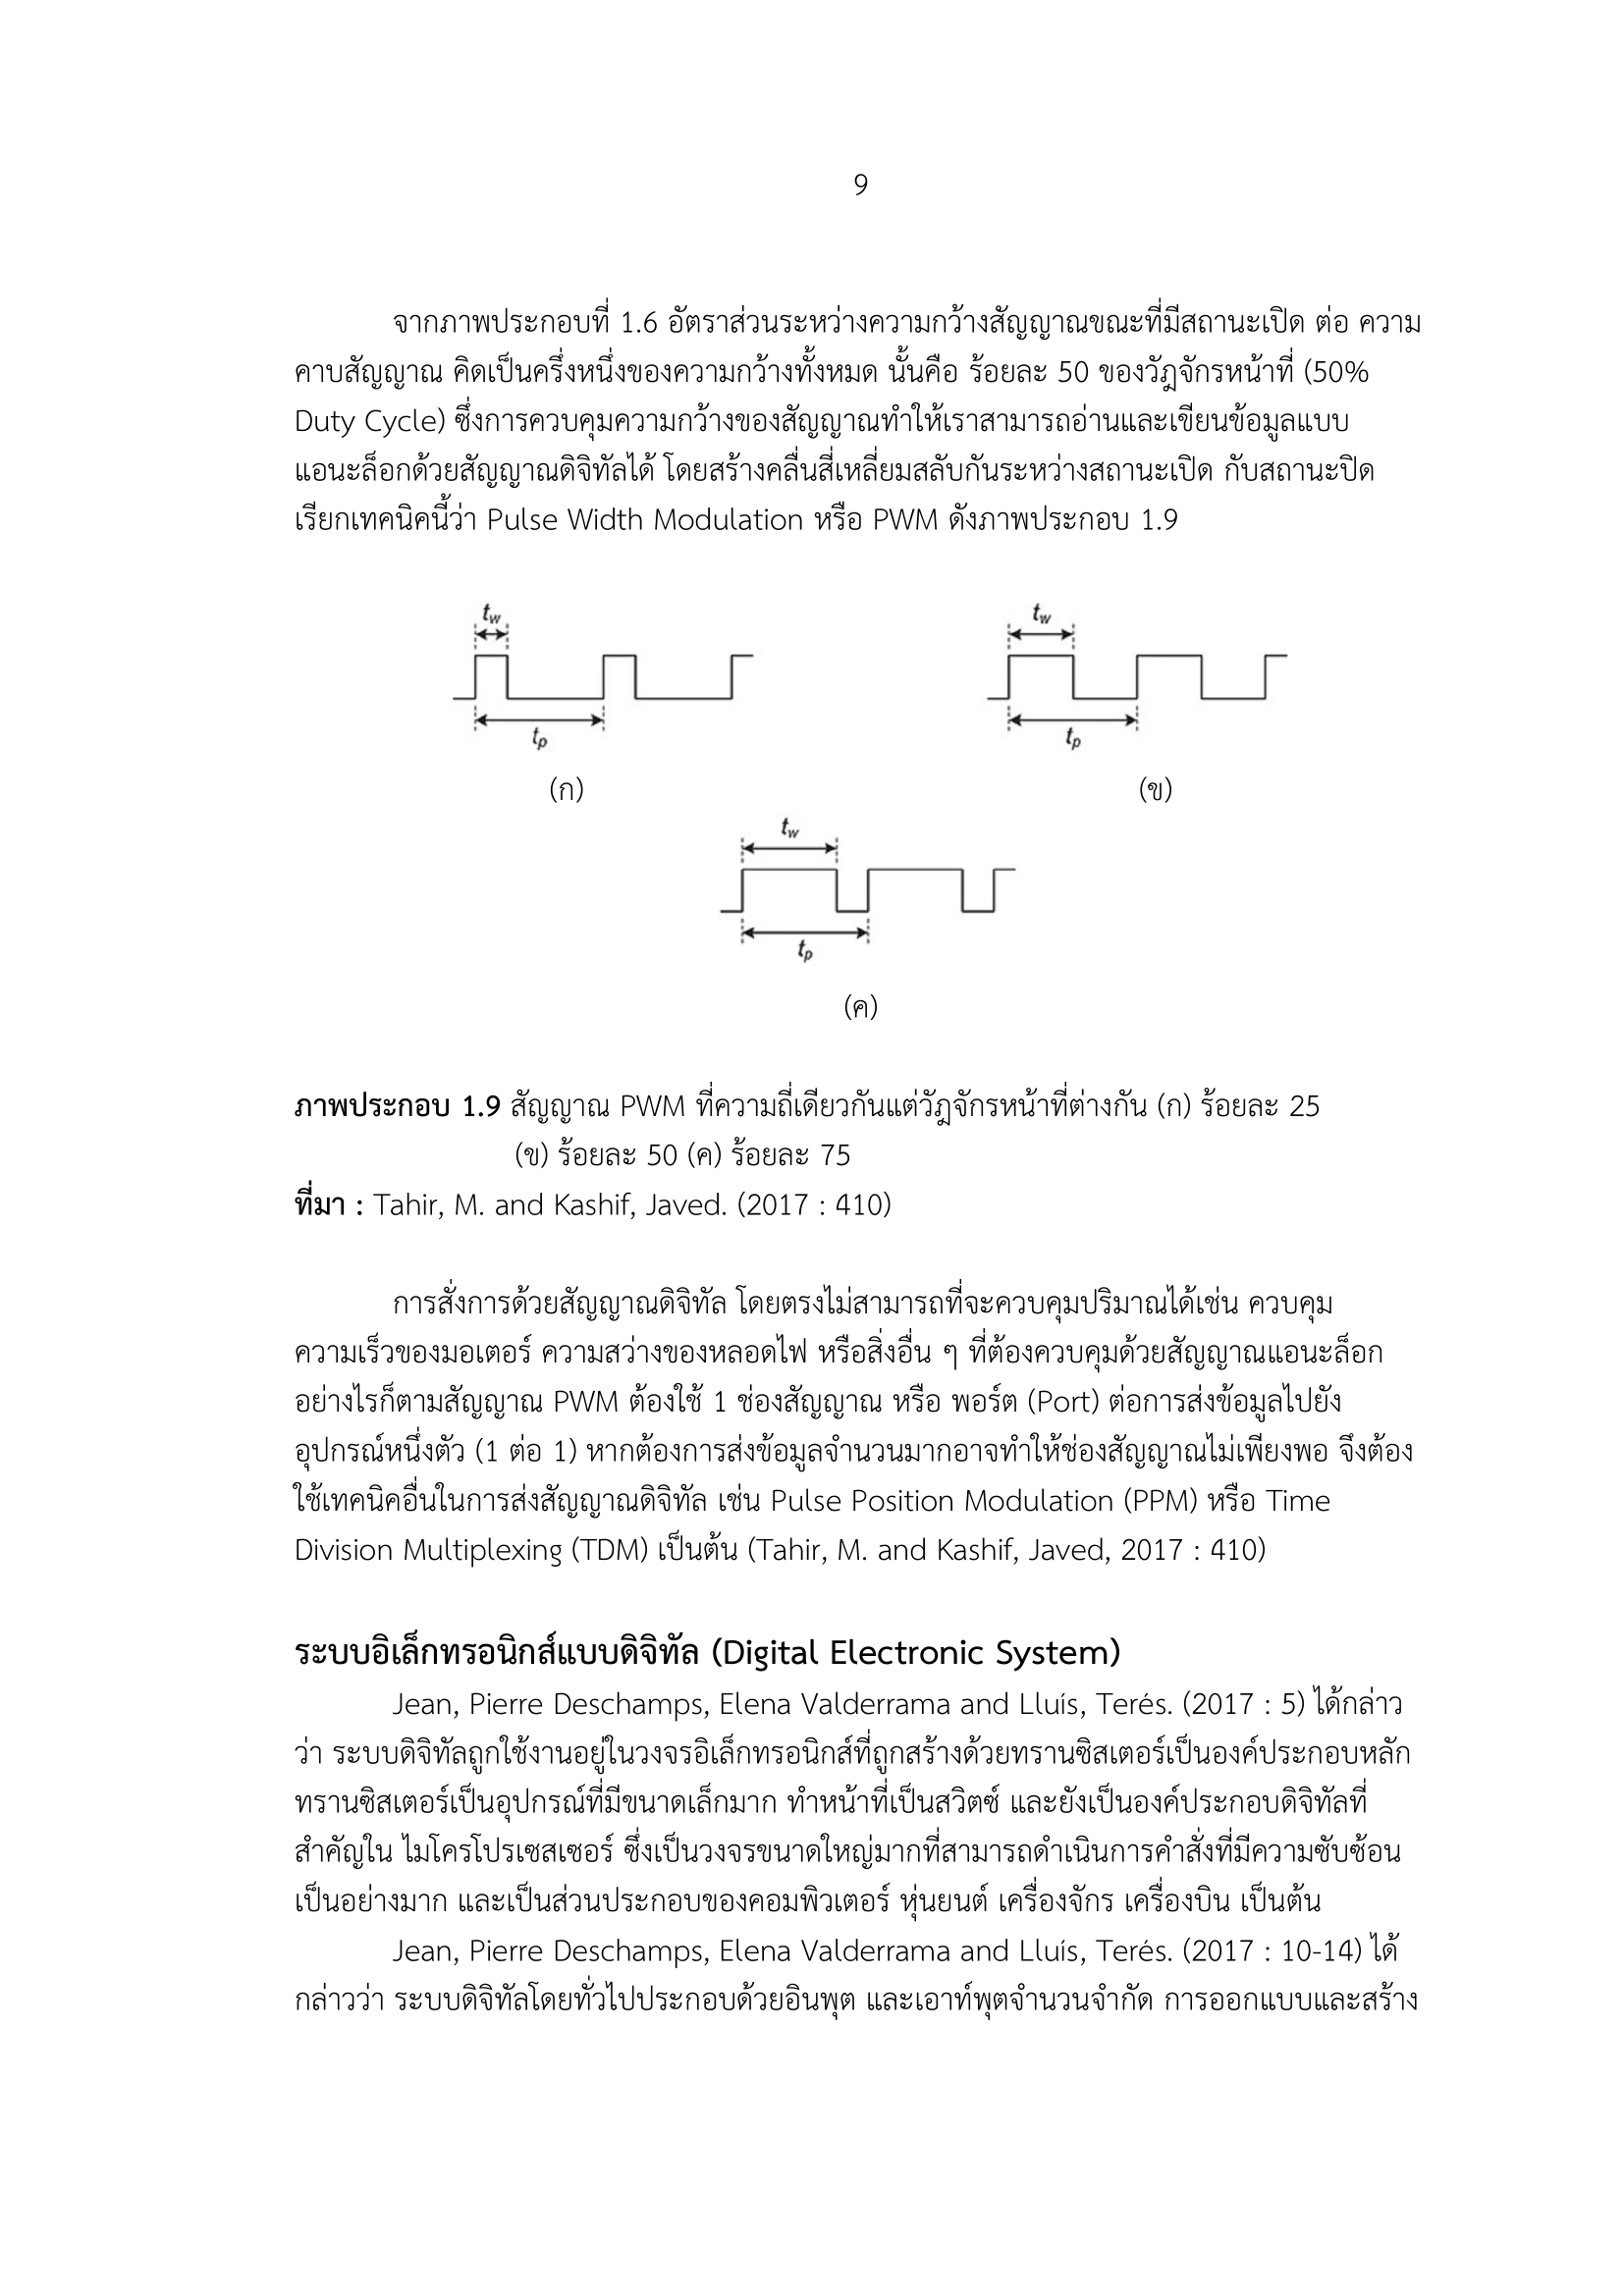 9
จากภาพประกอบที่ 1.6 อัตราส่วนระหว่างความกว้างสัญญาณขณะที่มีสถานะเปิด ต่อ ความ
คาบสัญญาณ คิดเป็นครึ่งหนึ่งของความกว้างทั้งหมด นั้นคือ ร้อยละ 50 ของวัฎจักรหน้าที่ (50%
Duty Cycle) ซึ่งการควบคุมความกว้างของสัญญาณทำให้เราสามารถอ่านและเขียนข้อมูลแบบ
แอนะล็อกด้วยสัญญาณดิจิทัลได้ โดยสร้างคลื่นสี่เหลี่ยมสลับกันระหว่างสถานะเปิด กับสถานะปิด
เรียกเทคนิคนี้ว่า Pulse Width Modulation หรือ PWM ดังภาพประกอบ 1.9
tw
tp
(ก)
tw
tp
(ข)
tw
tp
(ค)
ภาพประกอบ 1.9 สัญญาณ PWM ที่ความถี่เดียวกันแต่วัฎจักรหน้าที่ต่างกัน (ก) ร้อยละ 25
(ข) ร้อยละ 50 (ค) ร้อยละ 75
ที่มา : Tahir, M. and Kashif, Javed. (2017 : 410)
การสั่งการด้วยสัญญาณดิจิทัล โดยตรงไม่สามารถที่จะควบคุมปริมาณได้เช่น ควบคุม
ความเร็วของมอเตอร์ ความสว่างของหลอดไฟ หรือสิ่งอื่น ๆ ที่ต้องควบคุมด้วยสัญญาณแอนะล็อก
อย่างไรก็ตามสัญญาณ PWM ต้องใช้ 1 ช่องสัญญาณ หรือ พอร์ต (Port) ต่อการส่งข้อมูลไปยัง
อุปกรณ์หนึ่งตัว (1 ต่อ 1) หากต้องการส่งข้อมูลจำนวนมากอาจทำให้ช่องสัญญาณไม่เพียงพอ จึงต้อง
ใช้เทคนิคอื่นในการส่งสัญญาณดิจิทัล เช่น Pulse Position Modulation (PPM) หรือ Time
Division Multiplexing (TDM) เป็นต้น (Tahir, M. and Kashif, Javed, 2017 : 410)
ระบบอิเล็กทรอนิกส์แบบดิจิทัล (Digital Electronic System)
Jean, Pierre Deschamps, Elena Valderrama and Lluís, Terés. (2017 : 5) ได้กล่าว
ว่า ระบบดิจิทัลถูกใช้งานอยู่ในวงจรอิเล็กทรอนิกส์ที่ถูกสร้างด้วยทรานซิสเตอร์เป็นองค์ประกอบหลัก
ทรานซิสเตอร์เป็นอุปกรณ์ที่มีขนาดเล็กมาก ทำหน้าที่เป็นสวิตซ์ และยังเป็นองค์ประกอบดิจิทัลที่
สำคัญใน ไมโครโปรเซสเซอร์ ซึ่งเป็นวงจรขนาดใหญ่มากที่สามารถดำเนินการคำสั่งที่มีความซับซ้อน
เป็นอย่างมาก และเป็นส่วนประกอบของคอมพิวเตอร์ หุ่นยนต์ เครื่องจักร เครื่องบิน เป็นต้น
Jean, Pierre Deschamps, Elena Valderrama and Lluís, Terés. (2017 : 10-14) ได้
กล่าวว่า ระบบดิจิทัลโดยทั่วไปประกอบด้วยอินพุต และเอาท์พุตจำนวนจำกัด การออกแบบและสร้าง